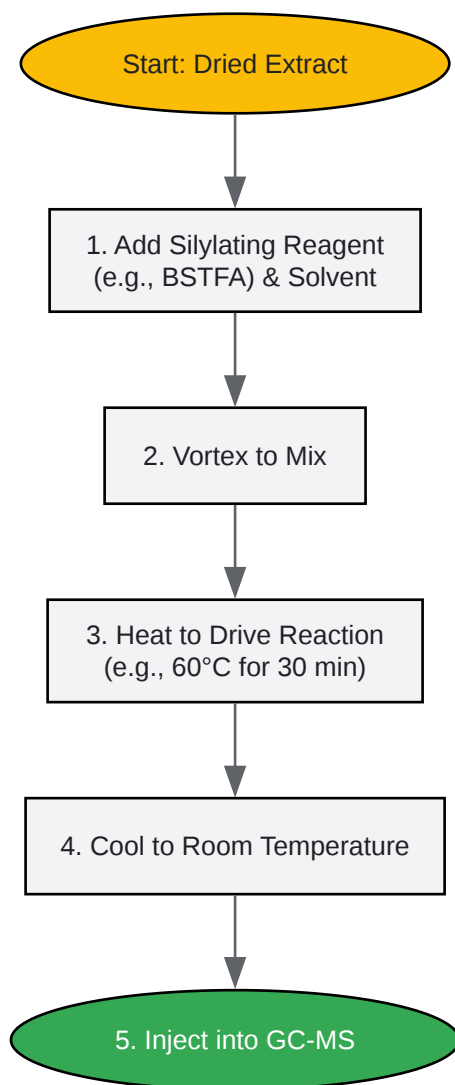 Start: Dried Extract
1. Add Silylating Reagent
(e.g., BSTFA) & Solvent
2. Vortex to Mix
3. Heat to Drive Reaction
(e.g., 60°C for 30 min)
4. Cool to Room Temperature
5. Inject into GC-MS